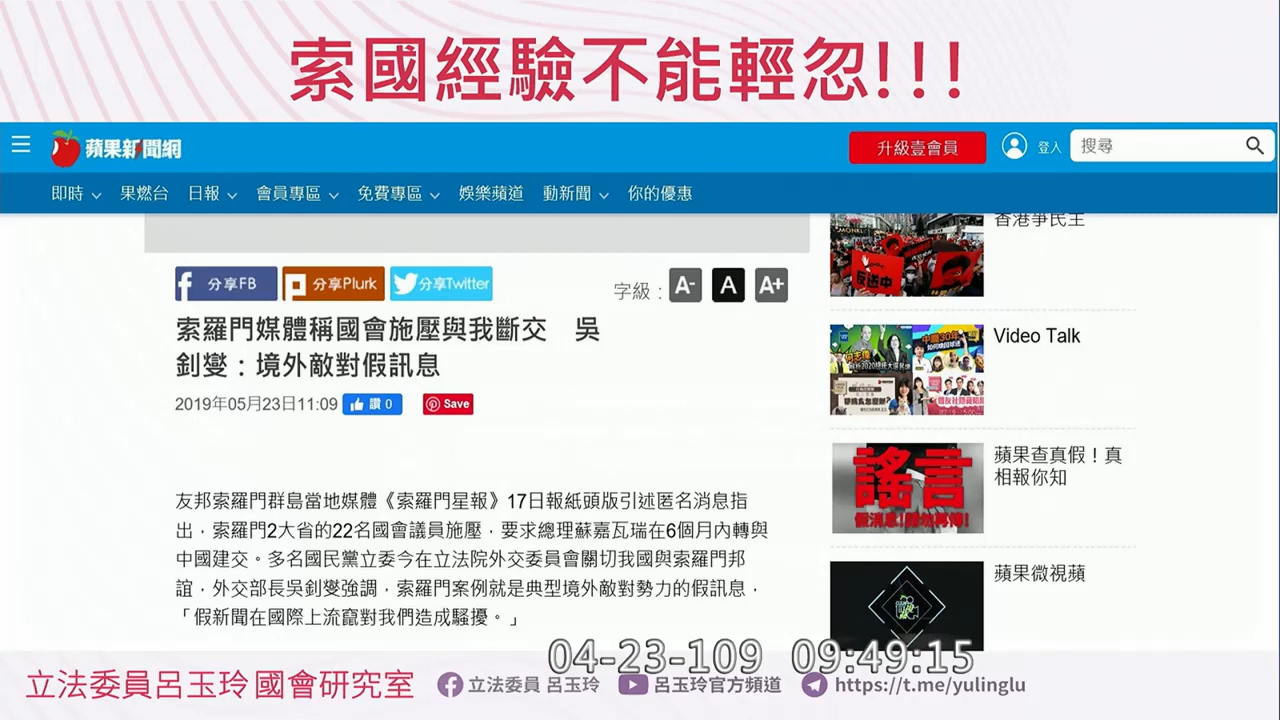 索國經驗不能輕忽!!!
蘋果新聞網
升級壹會員
登入
搜尋
即時 果燃台 日報 會員專區 免費專區 娛樂頻道 動新聞 你的優惠
香港爭民主
反送中
分享FB 分享Plurk 分享Twitter
字級： A- A A+
索羅門媒體稱國會施壓與我斷交 吳
釗燮：境外敵對假訊息
2019年05月23日11:09 讚 0 Save
Video Talk
蘋果查真假！真
相報你知
謠言
友邦索羅門群島當地媒體《索羅門星報》17日報紙頭版引述匿名消息指
出，索羅門2大省的22名國會議員施壓，要求總理蘇嘉瓦瑞在6個月內轉與
中國建交。多名國民黨立委今在立法院外交委員會關切我國與索羅門邦
誼，外交部長吳釗燮強調，索羅門案例就是典型境外敵對勢力的假訊息，
「假新聞在國際上流竄對我們造成騷擾。」
蘋果微視蘋
04-23-109 09:49:15
立法委員呂玉玲國會研究室 立法委員 呂玉玲 呂玉玲官方頻道 https://t.me/yulinglu